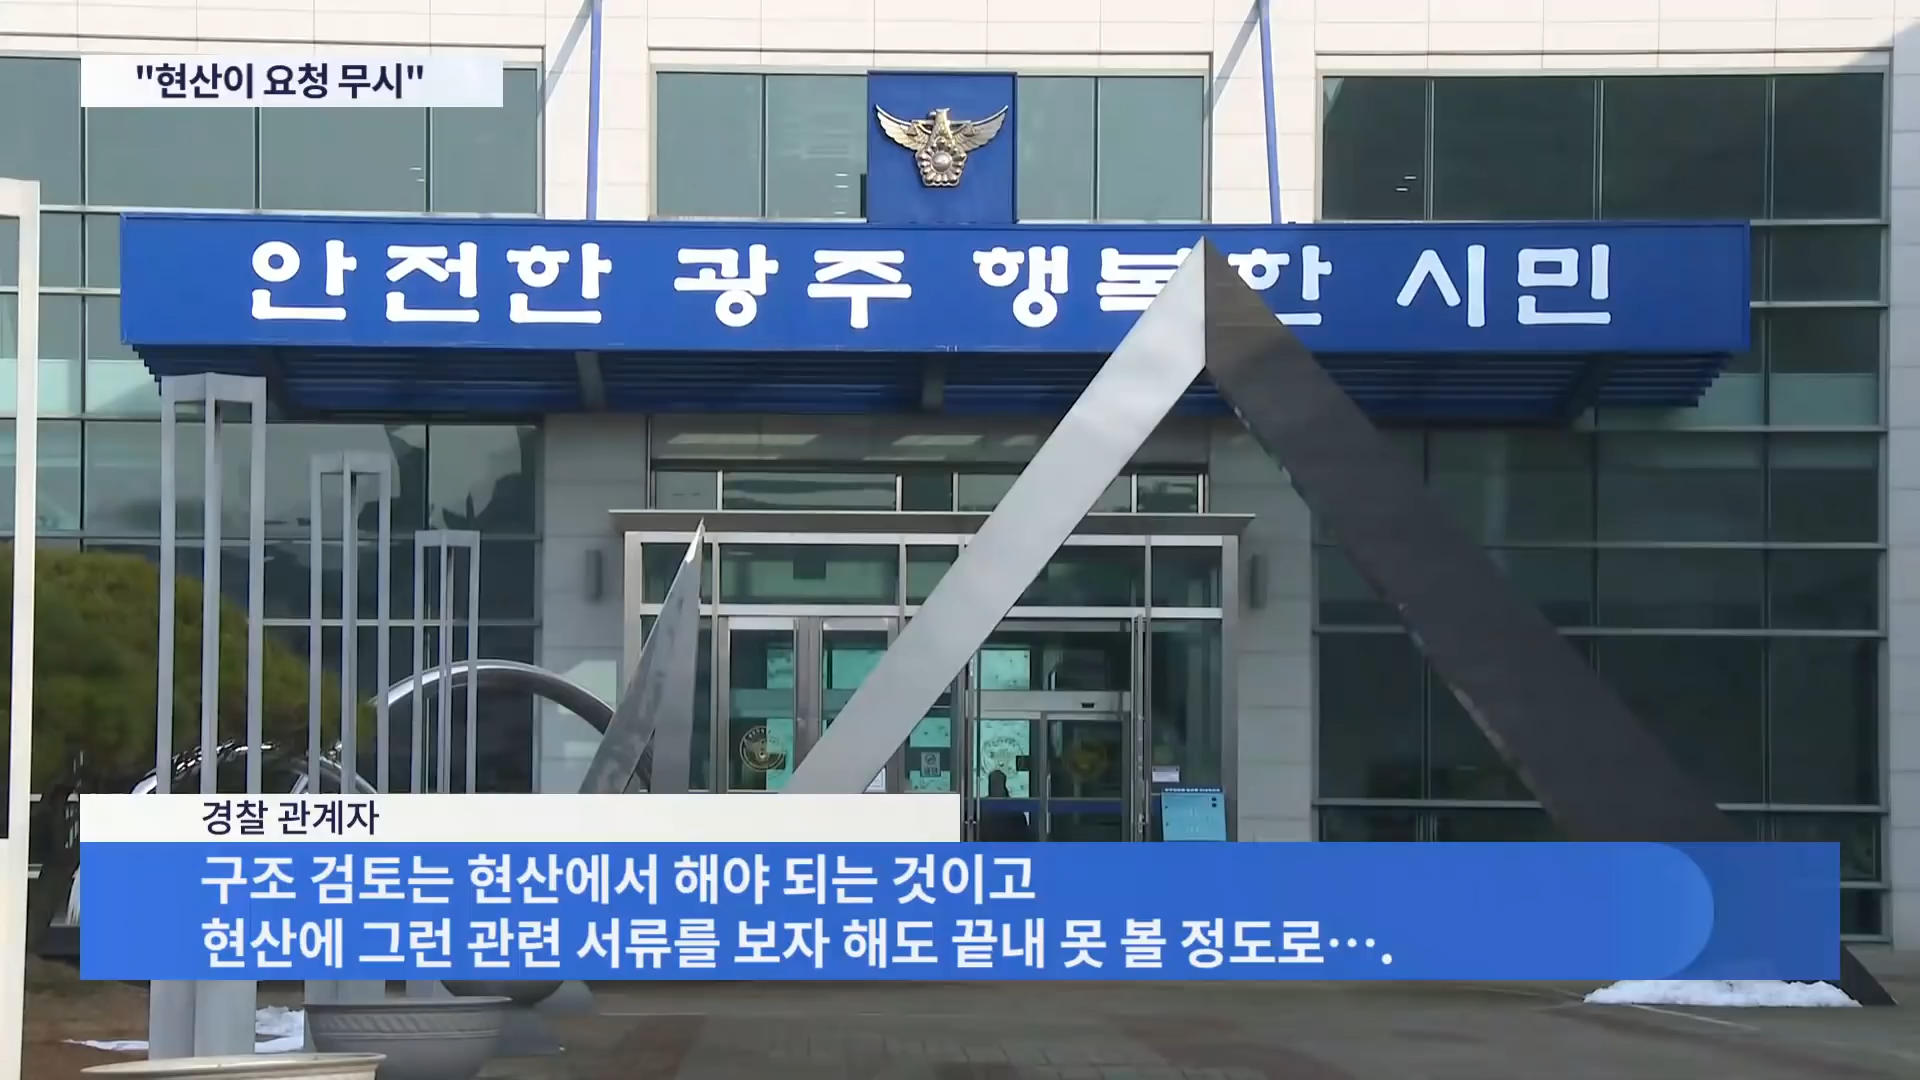 "현산이 요청 무시"
안전한 광주 행복한 시민
경찰 관계자
구조 검토는 현산에서 해야 되는 것이고
현산에 그런 관련 서류를 보자 해도 끝내 못 볼 정도로….